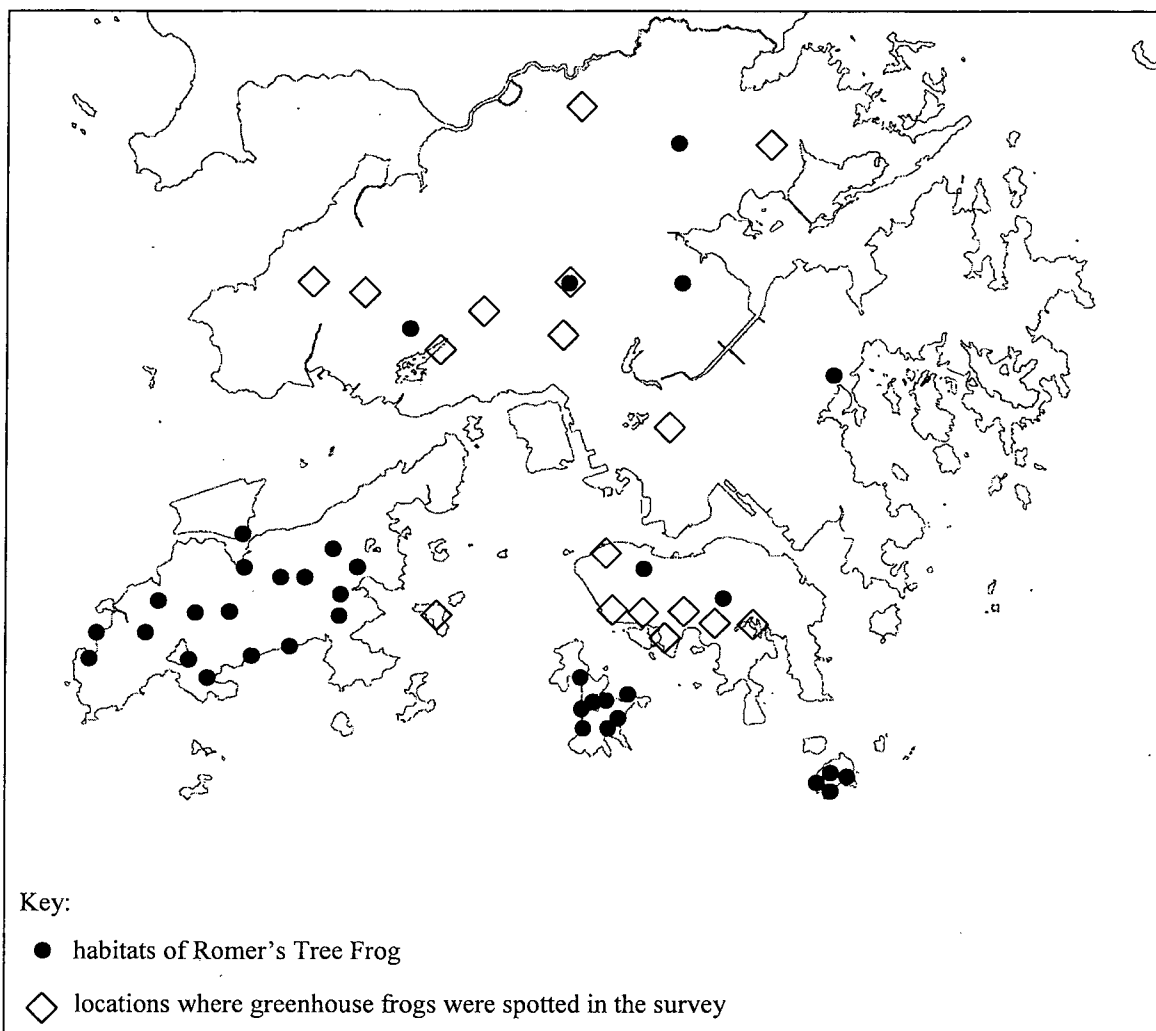 Key:
habitats of Romer's Tree Frog
locations where greenhouse frogs were spotted in the survey